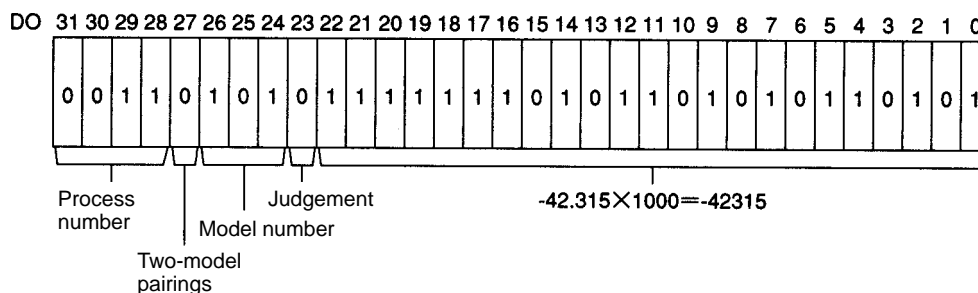 DO 31 30 29 28 27 26 25 24 23 22 21 20 19 18 17 16 15 14 13 12 11 10 9 8 7 6 5 4 3 2 1 0
0 0 1 1 0 1 0 1 0 1 1 1 1 1 1 1 0 1 0 1 1 0 1 0 1 0 1 1 0 1 0 1
Process number
Judgement
-42.315×1000=-42315
Model number
Two-model
pairings